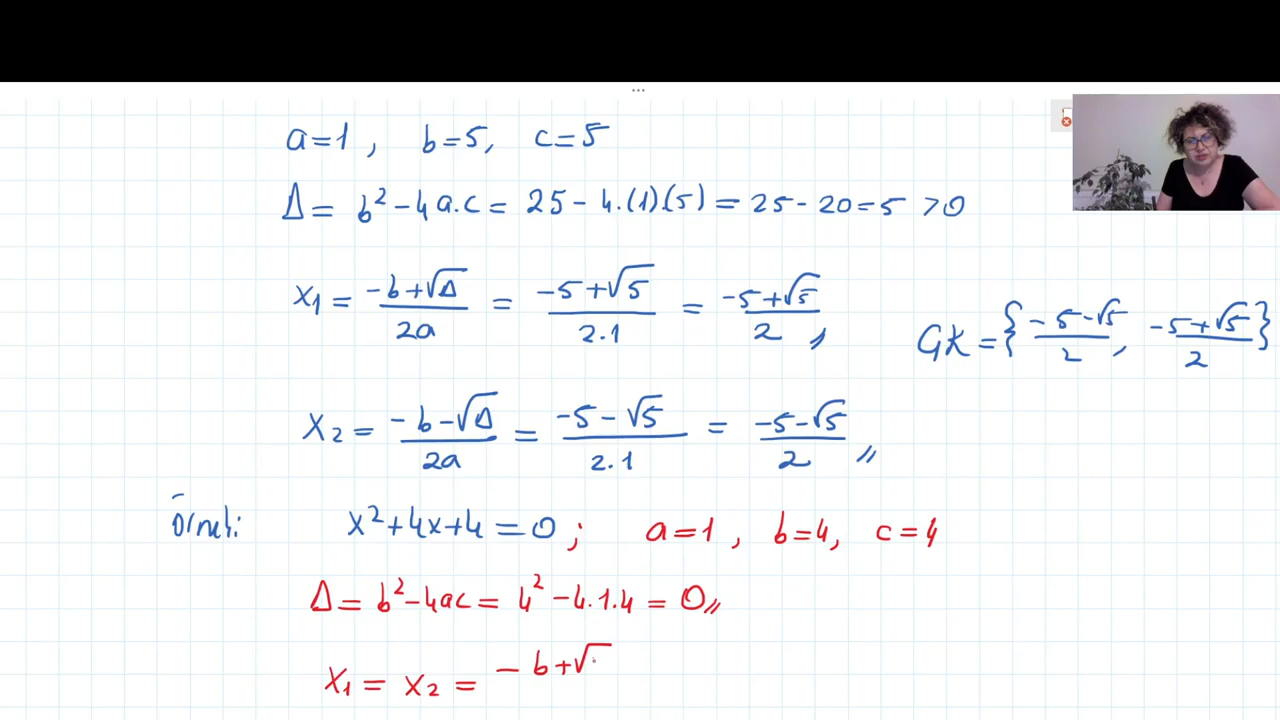 a=1, b=5, c=5
Δ= b²-4a.c= 25-4.(1).(5)=25-20=5 >0
x₁= (-b+√Δ)/2a = (-5+√5)/2.1 = (-5+√5)/2,
GK={(-5-√5)/2, (-5+√5)/2}
x₂= (-b-√Δ)/2a = (-5-√5)/2.1 = (-5-√5)/2 //
x²+4x+4=0; a=1, b=4, c=4
Δ= b²-4ac= 4²-4.1.4=0//
x₁= x₂= -b+√